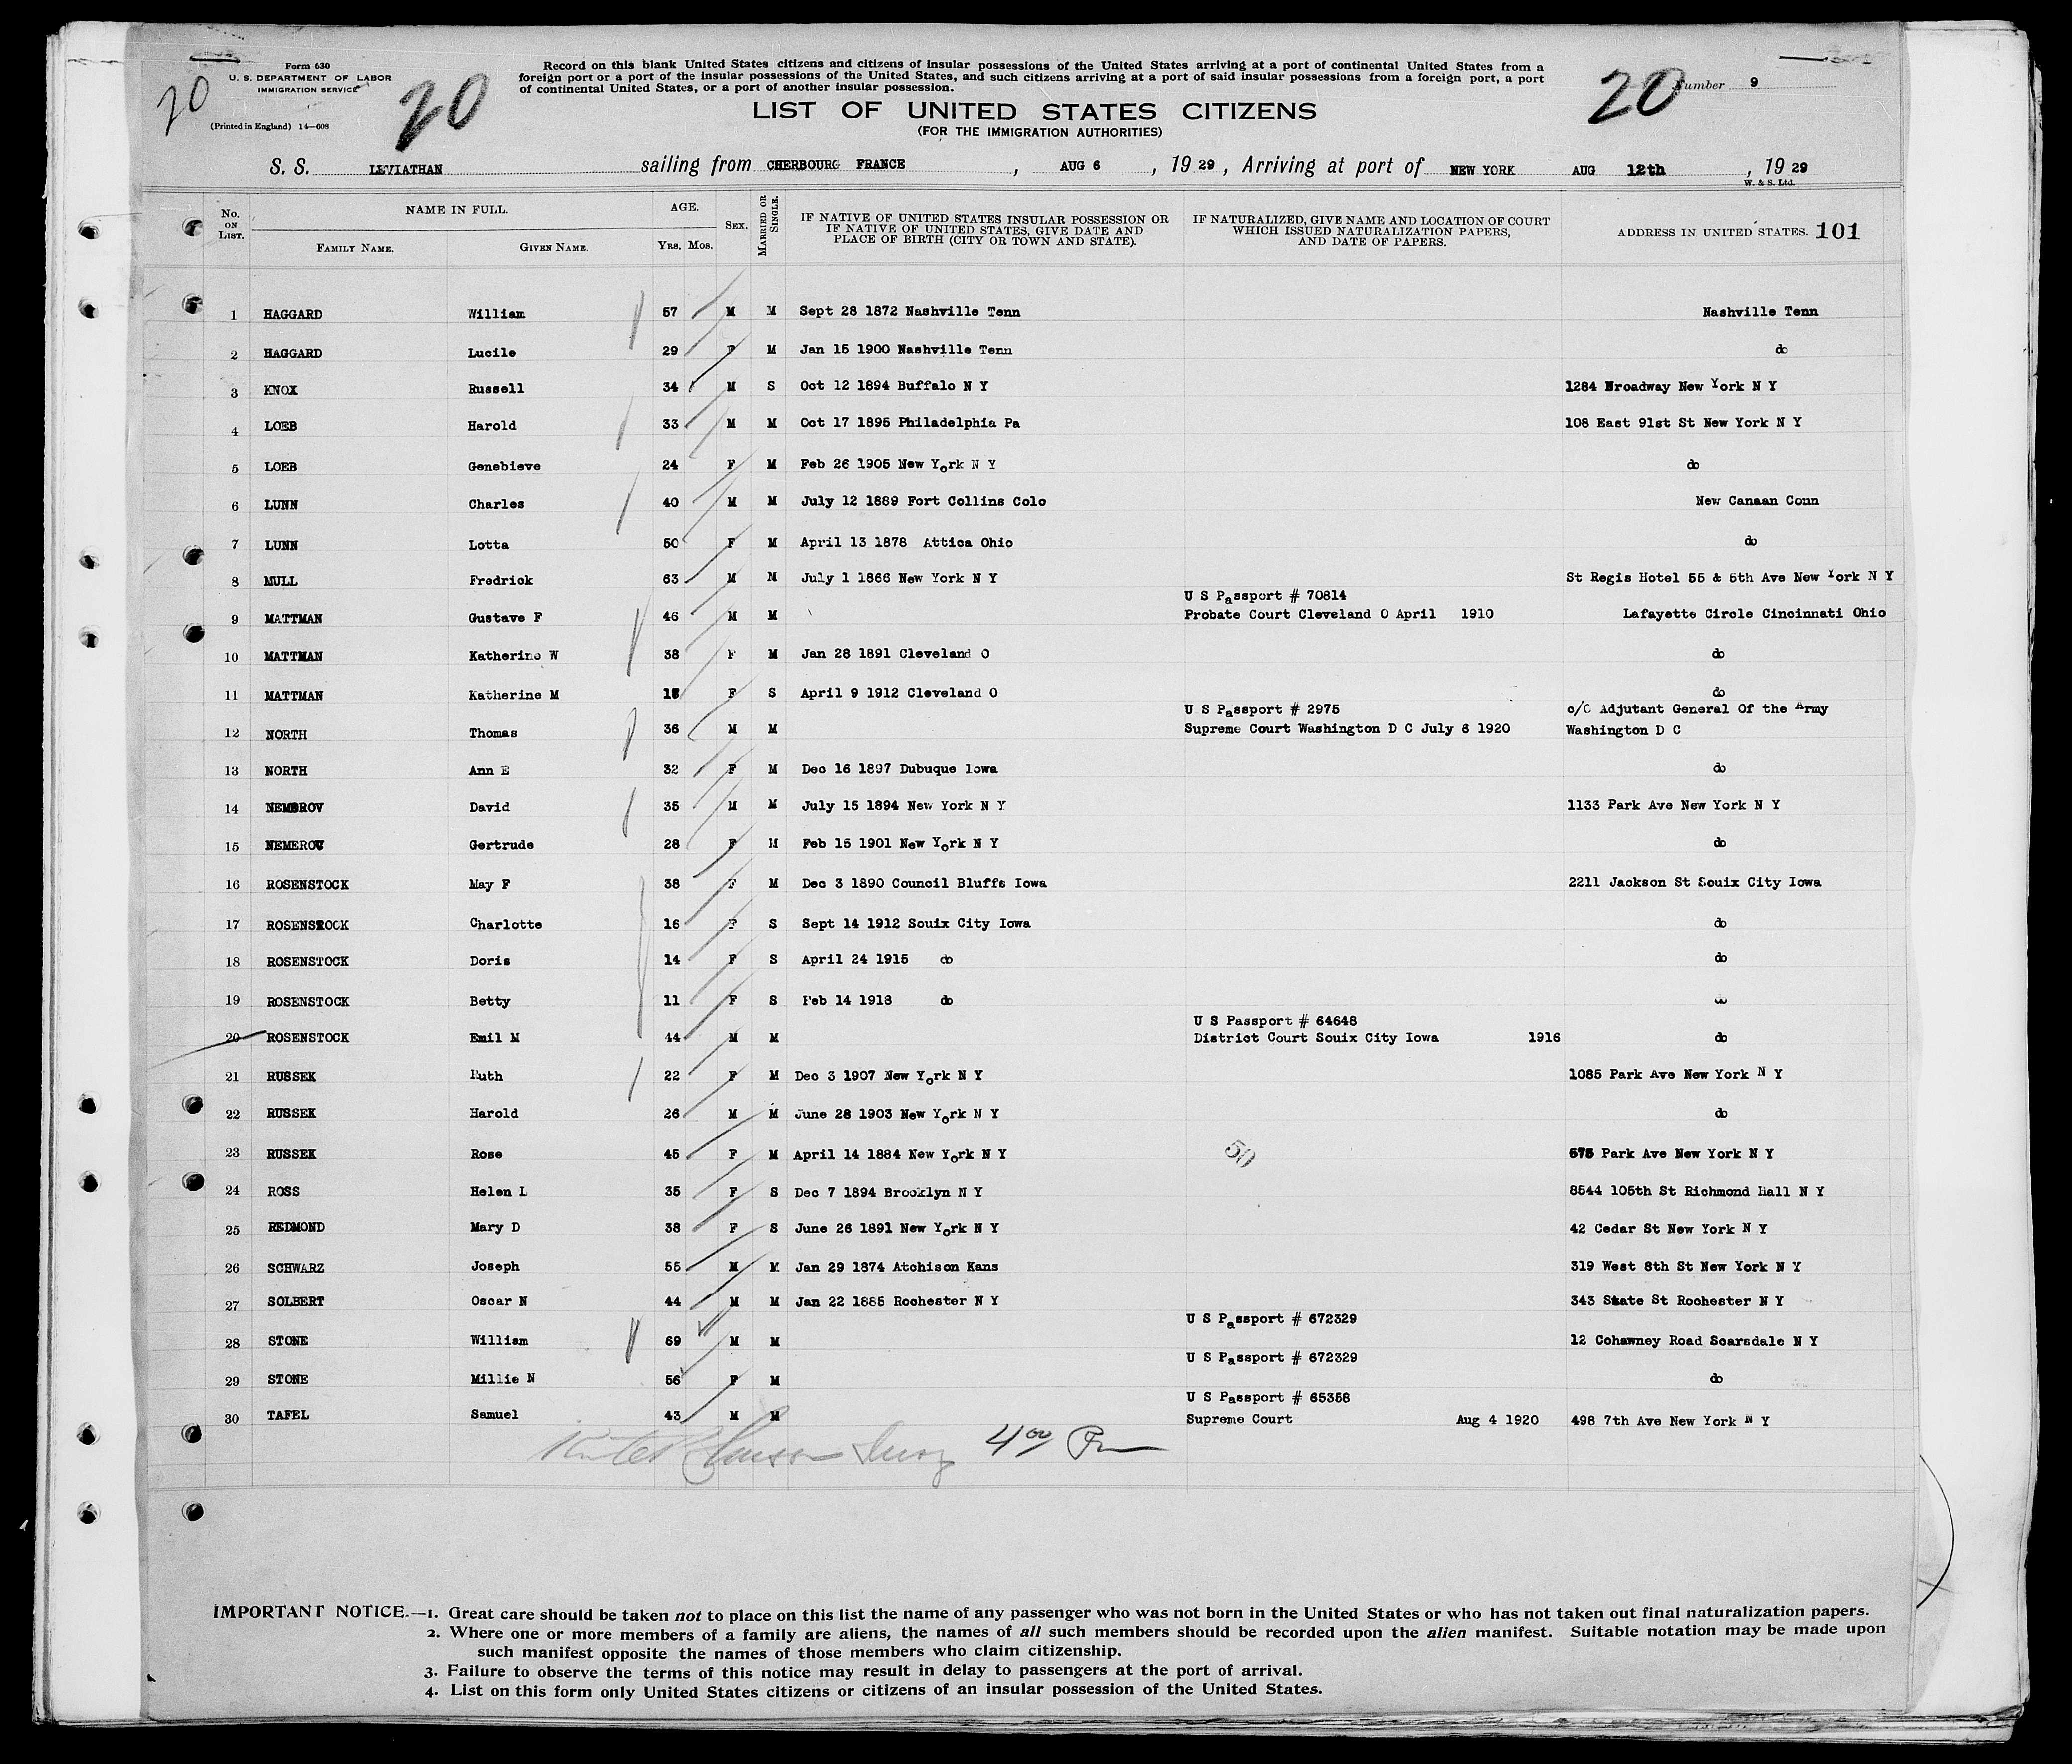 20
Form 630
U. S. DEPARTMENT OF LABOR
IMMIGRATION SERVICE
(Printed in England) 14—608
20
Record on this blank United States citizens and citizens of insular possessions of the United States arriving at a port of continental United States from a
foreign port or a port of the insular possessions of the United States, and such citizens arriving at a port of said insular possessions from a foreign port, a port
of continental United States, or a port of another insular possession.
20
Number 9
LIST OF UNITED STATES CITIZENS
(FOR THE IMMIGRATION AUTHORITIES)
S. S. LEVIATHAN sailing from CHERBOURG FRANCE , AUG 6 , 19 29 , Arriving at port of NEW YORK AUG 12th , 19 29
W. & S. Ltd.
No. ON LIST. NAME IN FULL. FAMILY NAME. GIVEN NAME. AGE. Yrs. Mos. SEX. MARRIED OR SINGLE. IF NATIVE OF UNITED STATES INSULAR POSSESSION OR IF NATIVE OF UNITED STATES, GIVE DATE AND PLACE OF BIRTH (CITY OR TOWN AND STATE). IF NATURALIZED, GIVE NAME AND LOCATION OF COURT WHICH ISSUED NATURALIZATION PAPERS, AND DATE OF PAPERS. ADDRESS IN UNITED STATES. 101
1 HAGGARD William 57 M M Sept 28 1872 Nashville Tenn Nashville Tenn
2 HAGGARD Lucile 29 F M Jan 15 1900 Nashville Tenn do
3 KNOX Russell 34 M S Oct 12 1894 Buffalo N Y 1284 Broadway New York N Y
4 LOEB Harold 33 M M Oct 17 1895 Philadelphia Pa 108 East 91st St New York N Y
5 LOEB Genebieve 24 F M Feb 26 1905 New York N Y do
6 LUNN Charles 40 M M July 12 1889 Fort Collins Colo New Canaan Conn
7 LUNN Lotta 50 F M April 13 1878 Attica Ohio do
8 MULL Fredrick 63 M M July 1 1866 New York N Y St Regis Hotel 55 & 5th Ave New York N Y
U S Passport # 70814
9 MATTMAN Gustave F 46 M M Probate Court Cleveland O April 1910 Lafayette Circle Cincinnati Ohio
10 MATTMAN Katherine W 38 F M Jan 28 1891 Cleveland O do
11 MATTMAN Katherine M 17 F S April 9 1912 Cleveland O do
U S Passport # 2975 c/C Adjutant General Of the Army
12 NORTH Thomas 36 M M Supreme Court Washington D C July 6 1920 Washington D C
13 NORTH Ann E 32 F M Dec 16 1897 Dubuque Iowa do
14 NEMEROV David 35 M M July 15 1894 New York N Y 1133 Park Ave New York N Y
15 NEMEROV Gertrude 28 F M Feb 15 1901 New York N Y do
16 ROSENSTOCK May F 38 F M Dec 3 1890 Council Bluffs Iowa 2211 Jackson St Souix City Iowa
17 ROSENSTOCK Charlotte 16 F S Sept 14 1912 Souix City Iowa do
18 ROSENSTOCK Doris 14 F S April 24 1915 do do
19 ROSENSTOCK Betty 11 F S Feb 14 1918 do do
U S Passport # 64648
20 ROSENSTOCK Emil M 44 M M District Court Souix City Iowa 1916 do
21 RUSSEK Ruth 22 F M Dec 3 1907 New York N Y 1085 Park Ave New York N Y
22 RUSSEK Harold 26 M M June 28 1903 New York N Y do
23 RUSSEK Rose 45 F M April 14 1884 New York N Y 50 675 Park Ave New York N Y
24 ROSS Helen L 35 F S Dec 7 1894 Brooklyn N Y 8544 105th St Richmond Hall N Y
25 REDMOND Mary D 38 F S June 26 1891 New York N Y 42 Cedar St New York N Y
26 SCHWARZ Joseph 55 M M Jan 29 1874 Atchison Kans 319 West 8th St New York N Y
27 SOLBERT Oscar N 44 M M Jan 22 1885 Rochester N Y 343 State St Rochester N Y
U S Passport # 672329
28 STONE William 69 M M 12 Cohawney Road Scarsdale N Y
U S Passport # 672329
29 STONE Millie N 56 F M do
U S Passport # 65358
30 TAFEL Samuel 43 M M Supreme Court Aug 4 1920 498 7th Ave New York N Y
4 00 Pm
IMPORTANT NOTICE.—1. Great care should be taken not to place on this list the name of any passenger who was not born in the United States or who has not taken out final naturalization papers.
2. Where one or more members of a family are aliens, the names of all such members should be recorded upon the alien manifest. Suitable notation may be made upon
such manifest opposite the names of those members who claim citizenship.
3. Failure to observe the terms of this notice may result in delay to passengers at the port of arrival.
4. List on this form only United States citizens or citizens of an insular possession of the United States.